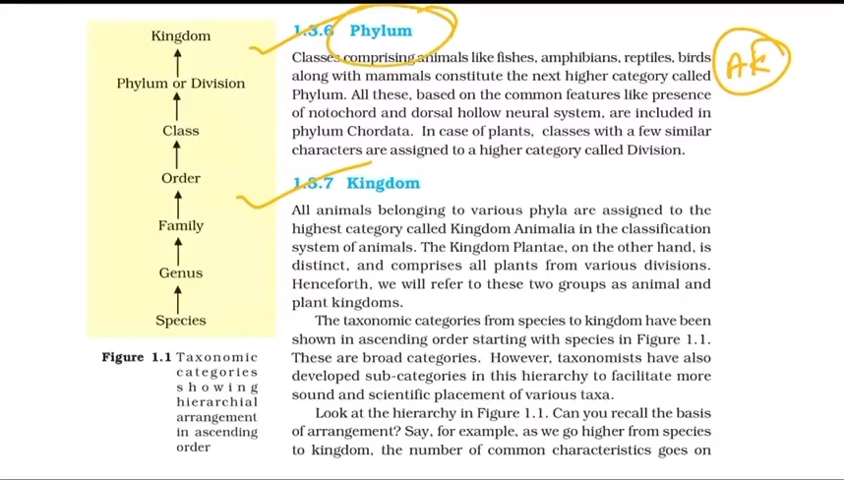 Kingdom
Phylum or Division
Class
Order
Family
Genus
Species
Figure 1.1 Taxonomic
categories
showing
hierarchial
arrangement
in ascending
order
1.3.6 Phylum
Classes comprising animals like fishes, amphibians, reptiles, birds
along with mammals constitute the next higher category called
Phylum. All these, based on the common features like presence
of notochord and dorsal hollow neural system, are included in
phylum Chordata. In case of plants, classes with a few similar
characters are assigned to a higher category called Division.
1.3.7 Kingdom
All animals belonging to various phyla are assigned to the
highest category called Kingdom Animalia in the classification
system of animals. The Kingdom Plantae, on the other hand, is
distinct, and comprises all plants from various divisions.
Henceforth, we will refer to these two groups as animal and
plant kingdoms.
The taxonomic categories from species to kingdom have been
shown in ascending order starting with species in Figure 1.1.
These are broad categories. However, taxonomists have also
developed sub-categories in this hierarchy to facilitate more
sound and scientific placement of various taxa.
Look at the hierarchy in Figure 1.1. Can you recall the basis
of arrangement? Say, for example, as we go higher from species
to kingdom, the number of common characteristics goes on
AK